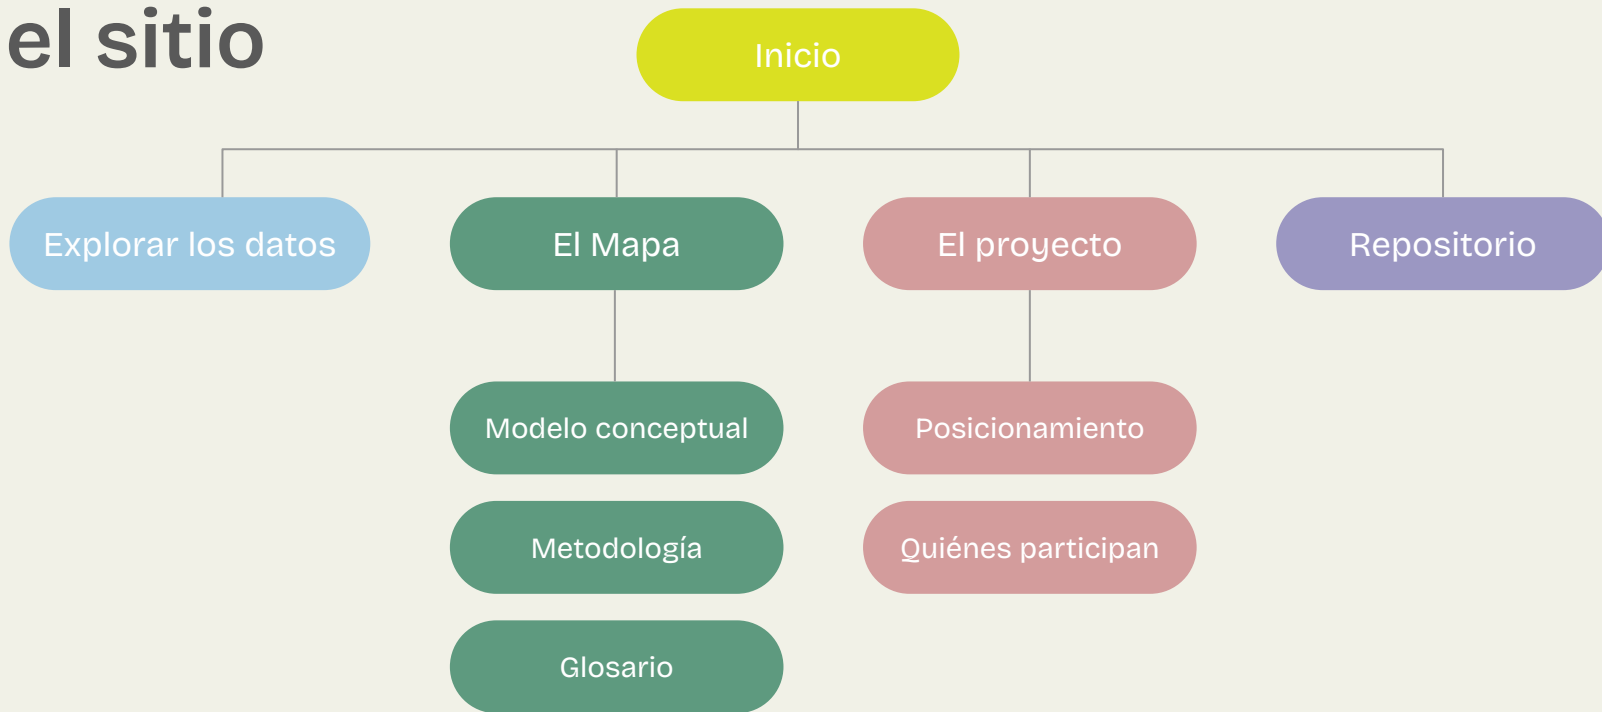 el sitio
Inicio
Explorar los datos
El Mapa
El proyecto
Repositorio
Modelo conceptual
Posicionamiento
Metodología
Quiénes participan
Glosario